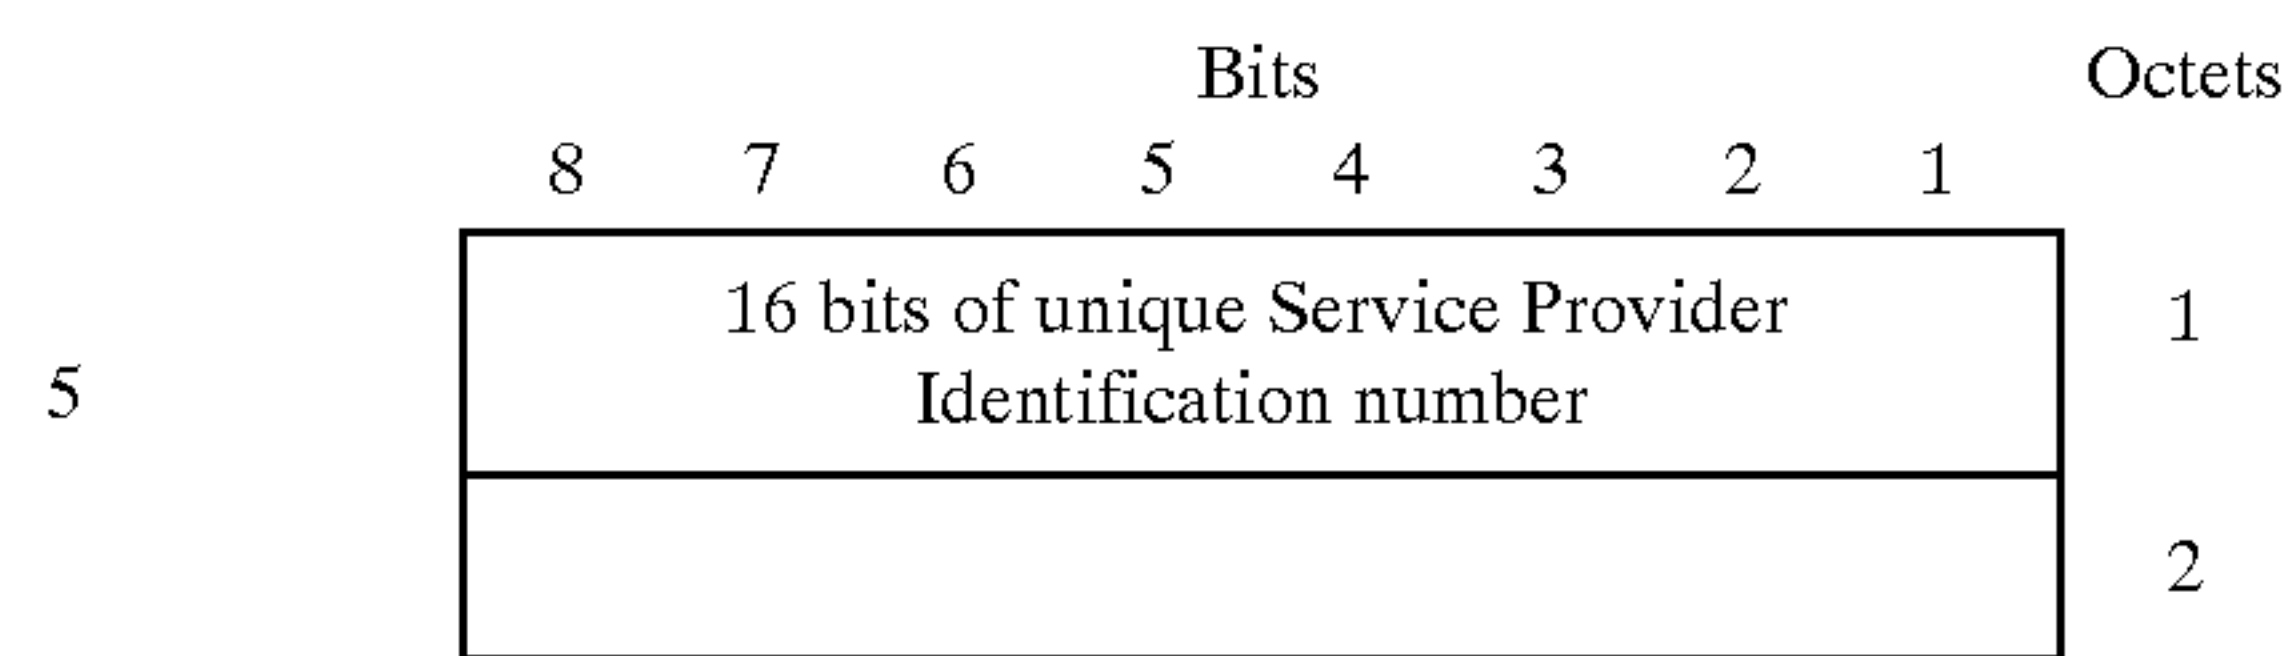 Bits Octets
8 7 6 5 4 3 2 1
16 bits of unique Service Provider
Identification number
1
5
2